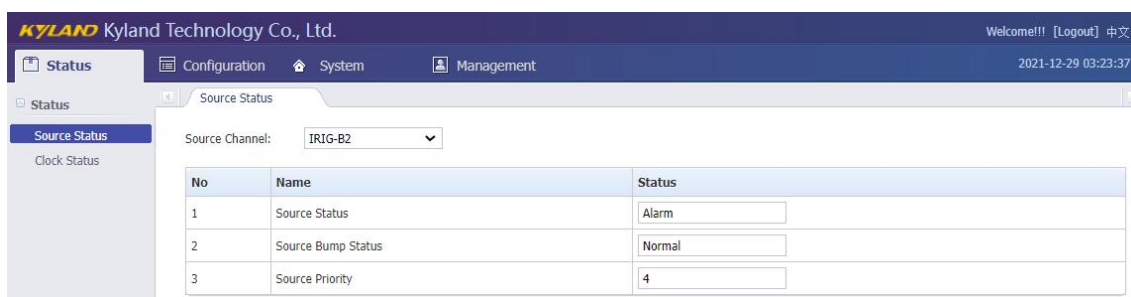 KYLAND Kyland Technology Co., Ltd.
Welcome!!! [Logout] 中文
Status Configuration System Management
2021-12-29 03:23:37
Status
Source Status
Source Status
Clock Status
Source Channel: IRIG-B2
No Name Status
1 Source Status Alarm
2 Source Bump Status Normal
3 Source Priority 4